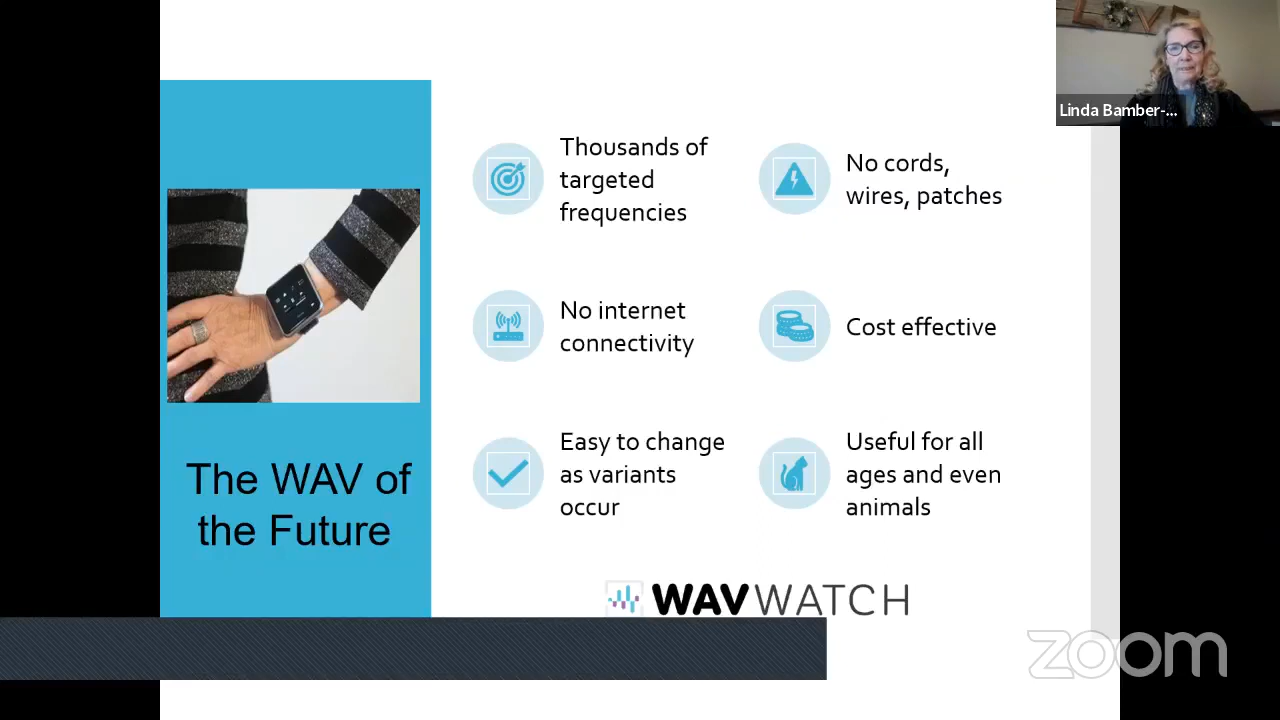 LOVE
Linda Bamber-...
Thousands of
targeted
frequencies
No cords,
wires, patches
No internet
connectivity
Cost effective
Easy to change
as variants
occur
Useful for all
ages and even
animals
The WAV of
the Future
WAVWATCH
zoom